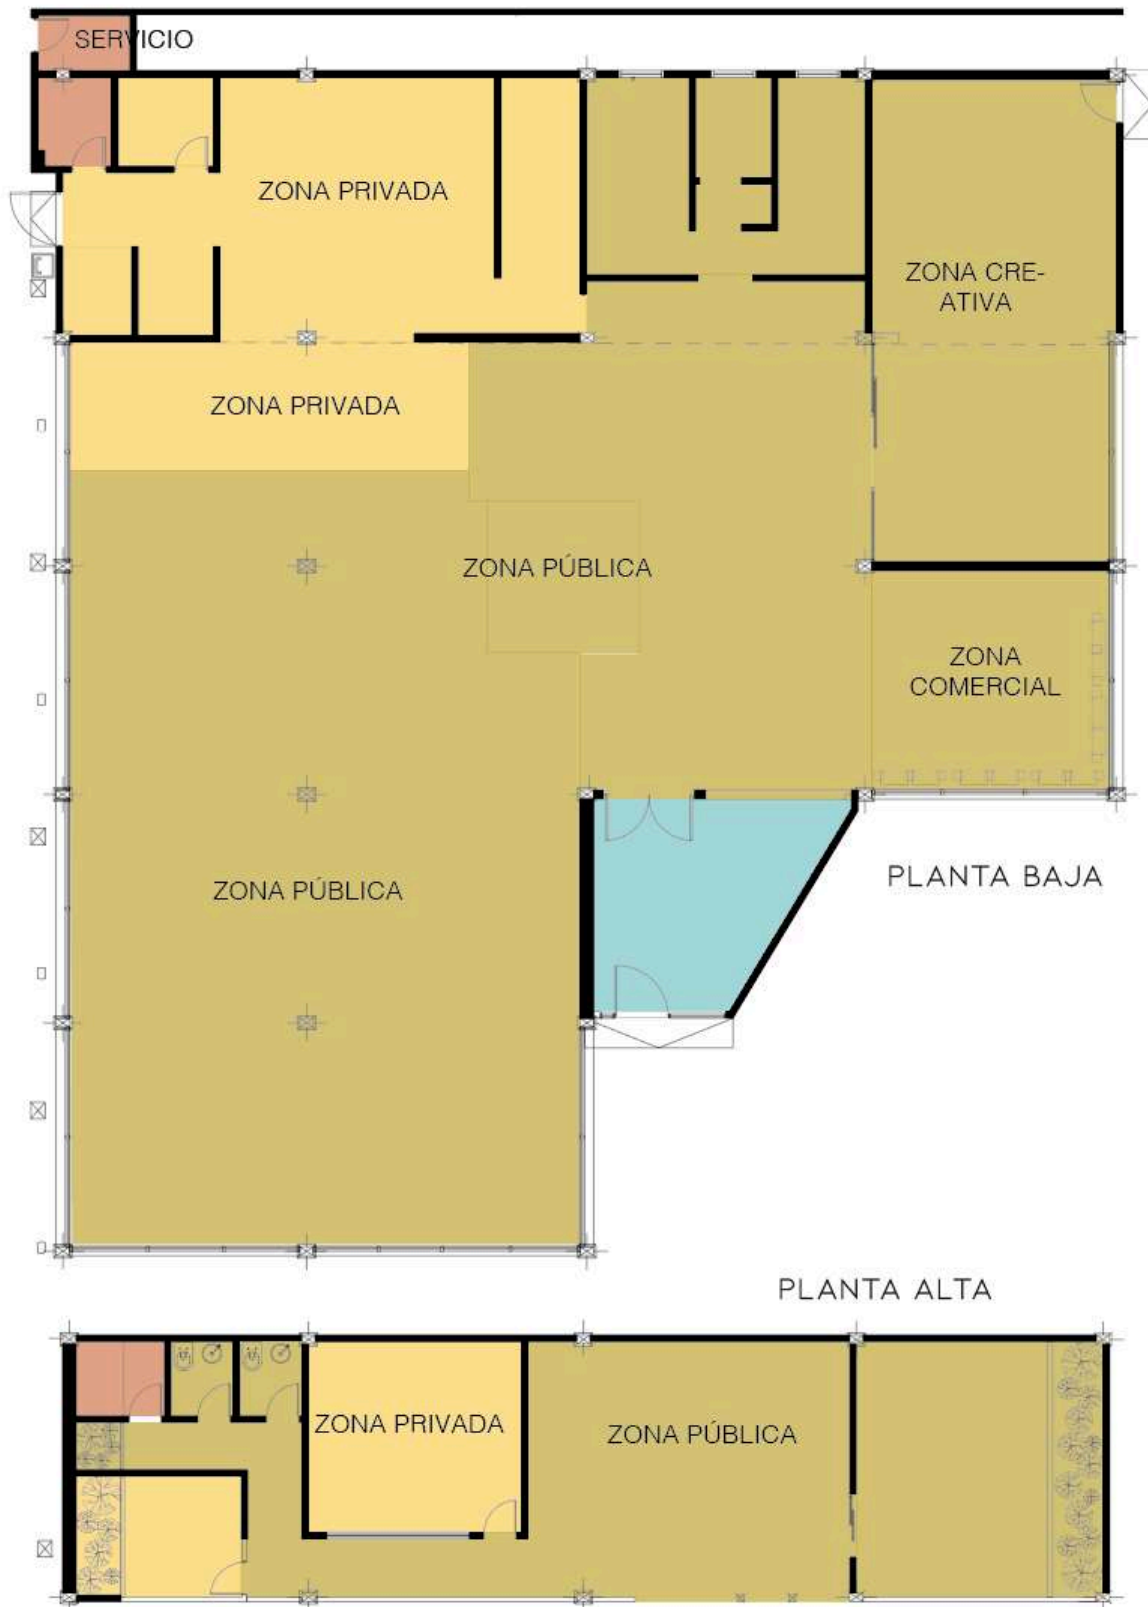 SERVICIO
ZONA PRIVADA
ZONA CRE-
ATIVA
ZONA PRIVADA
ZONA PÚBLICA
ZONA
COMERCIAL
ZONA PÚBLICA
PLANTA BAJA
PLANTA ALTA
ZONA PRIVADA
ZONA PÚBLICA